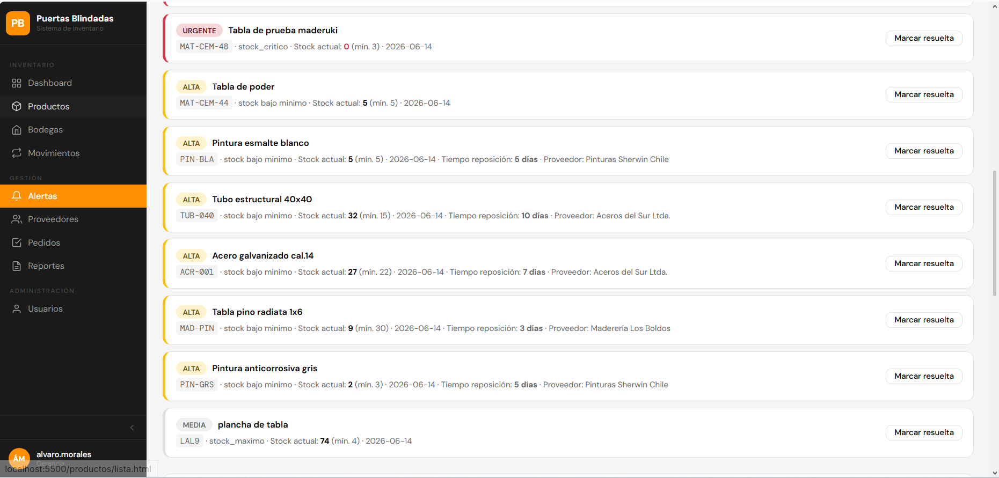 PB
Puertas Blindadas
Sistema de Inventario
INVENTARIO
Dashboard
Productos
Bodegas
Movimientos
GESTIÓN
Alertas
Proveedores
Pedidos
Reportes
ADMINISTRACIÓN
Usuarios
ÁM
alvaro.morales
Gerencia
localhost:5500/productos/lista.html
URGENTE Tabla de prueba maderuki
MAT-CEM-48 · stock_critico · Stock actual: 0 (mín. 3) · 2026-06-14
Marcar resuelta
ALTA Tabla de poder
MAT-CEM-44 · stock bajo minimo · Stock actual: 5 (mín. 5) · 2026-06-14
Marcar resuelta
ALTA Pintura esmalte blanco
PIN-BLA · stock bajo minimo · Stock actual: 5 (mín. 5) · 2026-06-14 · Tiempo reposición: 5 días · Proveedor: Pinturas Sherwin Chile
Marcar resuelta
ALTA Tubo estructural 40x40
TUB-040 · stock bajo minimo · Stock actual: 32 (mín. 15) · 2026-06-14 · Tiempo reposición: 10 días · Proveedor: Aceros del Sur Ltda.
Marcar resuelta
ALTA Acero galvanizado cal.14
ACR-001 · stock bajo minimo · Stock actual: 27 (mín. 22) · 2026-06-14 · Tiempo reposición: 7 días · Proveedor: Aceros del Sur Ltda.
Marcar resuelta
ALTA Tabla pino radiata 1x6
MAD-PIN · stock bajo minimo · Stock actual: 9 (mín. 30) · 2026-06-14 · Tiempo reposición: 3 días · Proveedor: Maderería Los Boldos
Marcar resuelta
ALTA Pintura anticorrosiva gris
PIN-GRS · stock bajo minimo · Stock actual: 2 (mín. 3) · 2026-06-14 · Tiempo reposición: 5 días · Proveedor: Pinturas Sherwin Chile
Marcar resuelta
MEDIA plancha de tabla
LAL9 · stock_maximo · Stock actual: 74 (mín. 4) · 2026-06-14
Marcar resuelta